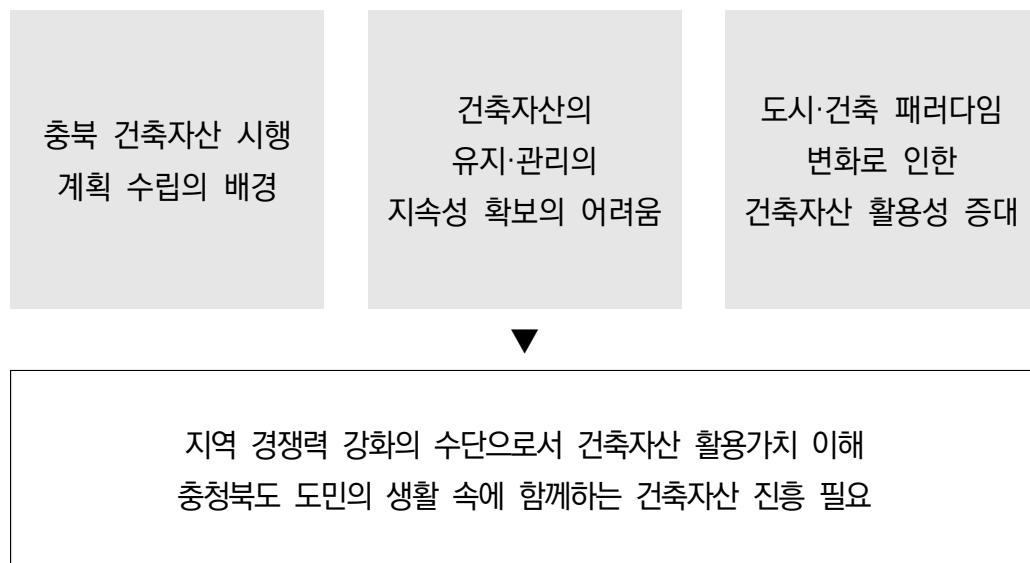 충북 건축자산 시행
계획 수립의 배경
건축자산의
유지·관리의
지속성 확보의 어려움
도시·건축 패러다임
변화로 인한
건축자산 활용성 증대
▼
지역 경쟁력 강화의 수단으로서 건축자산 활용가치 이해
충청북도 도민의 생활 속에 함께하는 건축자산 진흥 필요